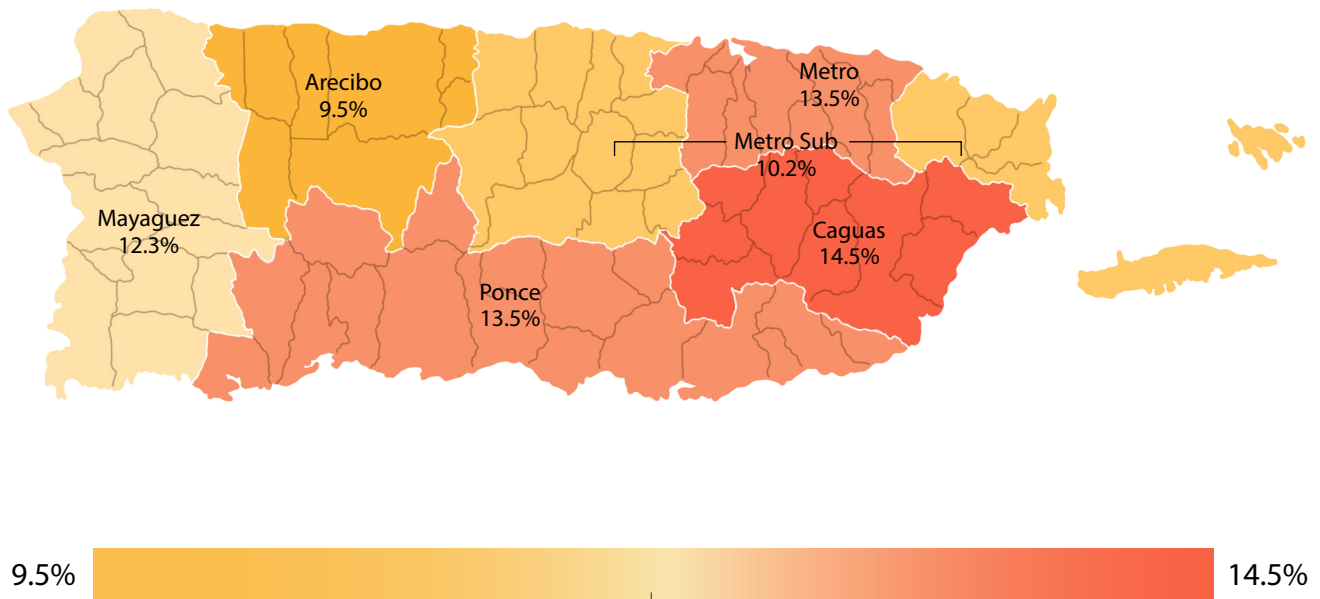 Arecibo
9.5%
Metro
13.5%
Metro Sub
10.2%
Mayaguez
12.3%
Caguas
14.5%
Ponce
13.5%
9.5%
14.5%